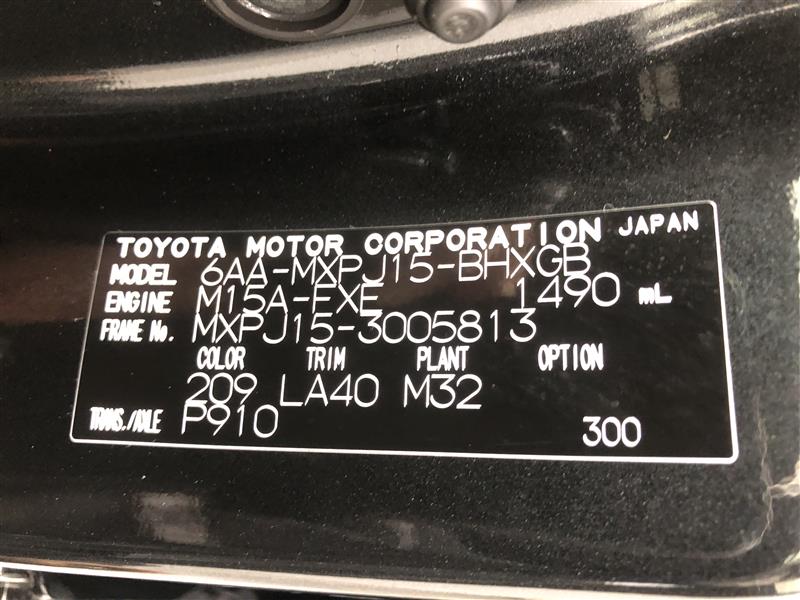 TOYOTA MOTOR CORPORATION JAPAN
MODEL 6AA-MXPJ15-BHXGB
ENGINE M15A-FXE 1490 mL
FRAME No. MXPJ15-3005813
COLOR TRIM PLANT OPTION
209 LA40 M32
TRANS./AXLE P910 300